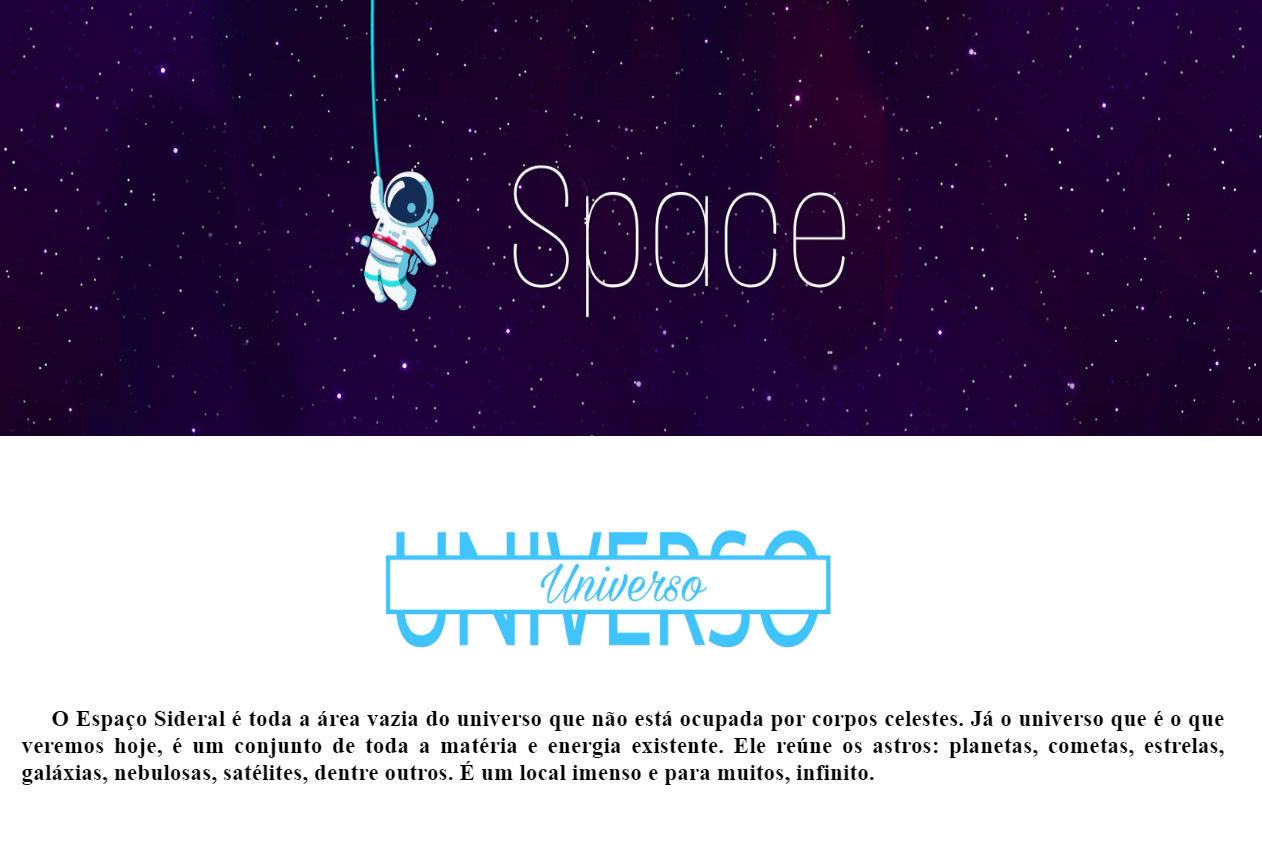 Space
UNIVERSO
Universo
O Espaço Sideral é toda a área vazia do universo que não está ocupada por corpos celestes. Já o universo que é o que
veremos hoje, é um conjunto de toda a matéria e energia existente. Ele reúne os astros: planetas, cometas, estrelas,
galáxias, nebulosas, satélites, dentre outros. É um local imenso e para muitos, infinito.